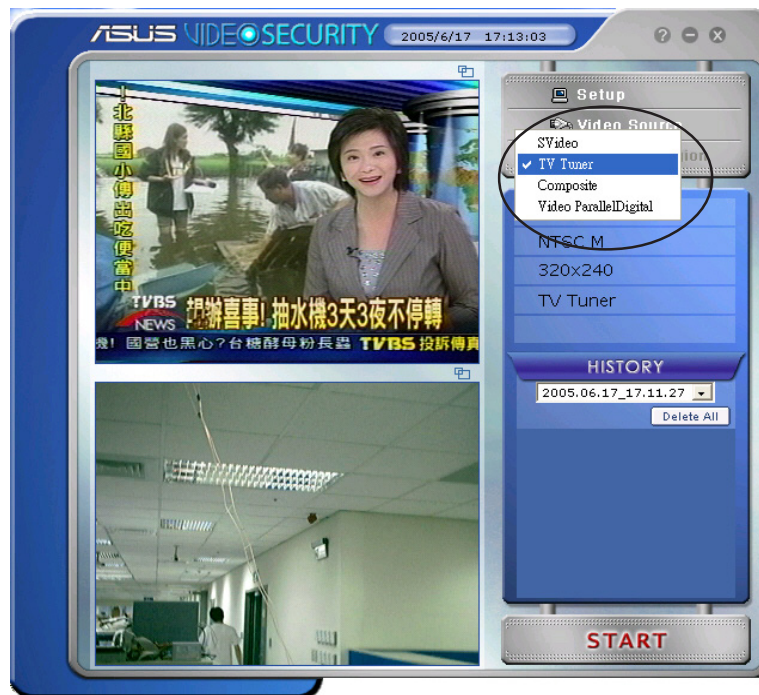 ASUS VIDEOSECURITY 2005/6/17 17:13:03
Setup
Video Source
SVideo
TV Tuner
Composite
Video ParallelDigital
NTSC M
320x240
TV Tuner
HISTORY
2005.06.17_17.11.27
Delete All
START
!北縣國小傳出吃便當中
TVBS
NEWS
辦喜事!抽水機3天3夜不停轉
機! 國營也黑心?台糖酵母粉長蟲 TVBS 投訴傳真